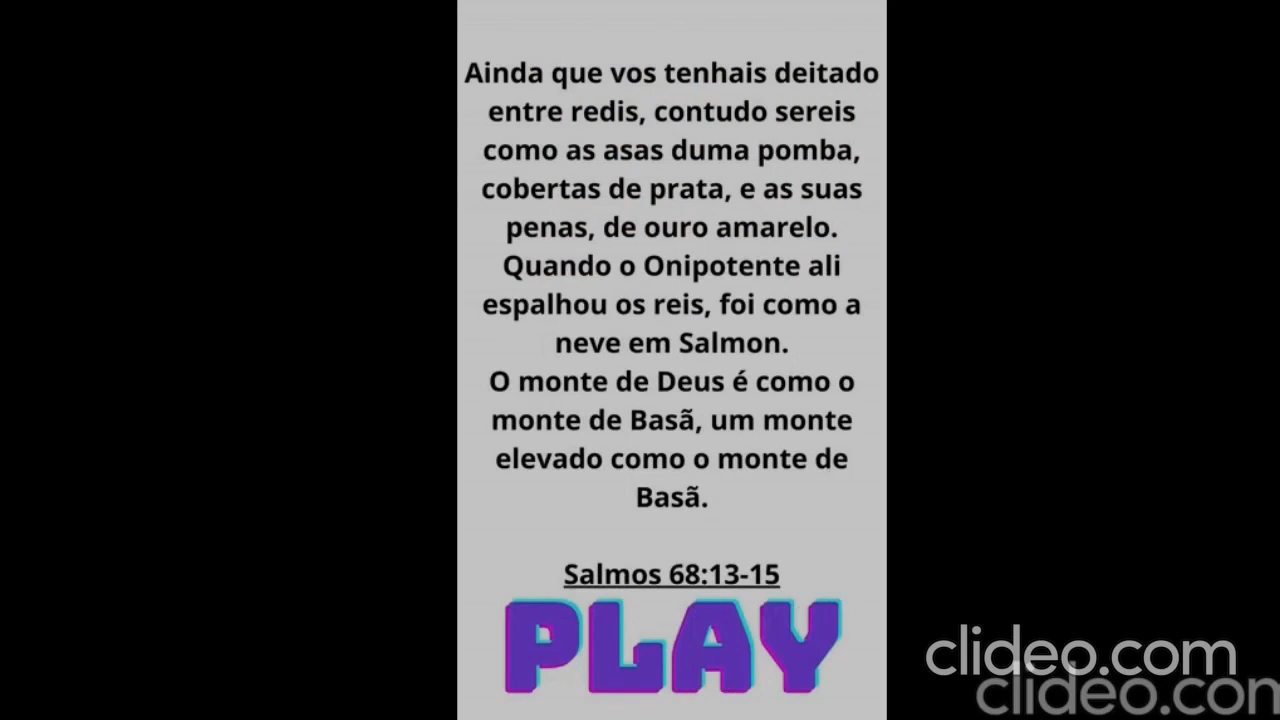 Ainda que vos tenhais deitado
entre redis, contudo sereis
como as asas duma pomba,
cobertas de prata, e as suas
penas, de ouro amarelo.
Quando o Onipotente ali
espalhou os reis, foi como a
neve em Salmon.
O monte de Deus é como o
monte de Basã, um monte
elevado como o monte de
Basã.
Salmos 68:13-15
PLAY
clideo.com
clideo.con